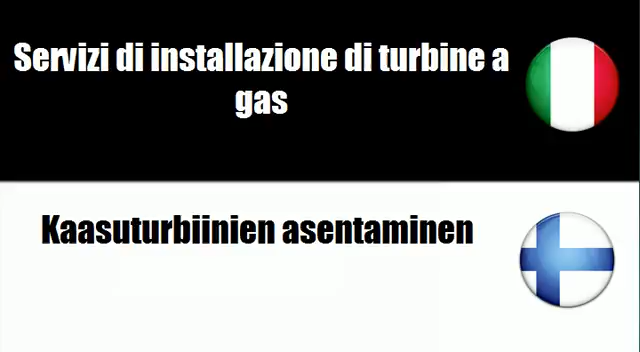 Servizi di installazione di turbine a
gas
Kaasuturbiinien asentaminen